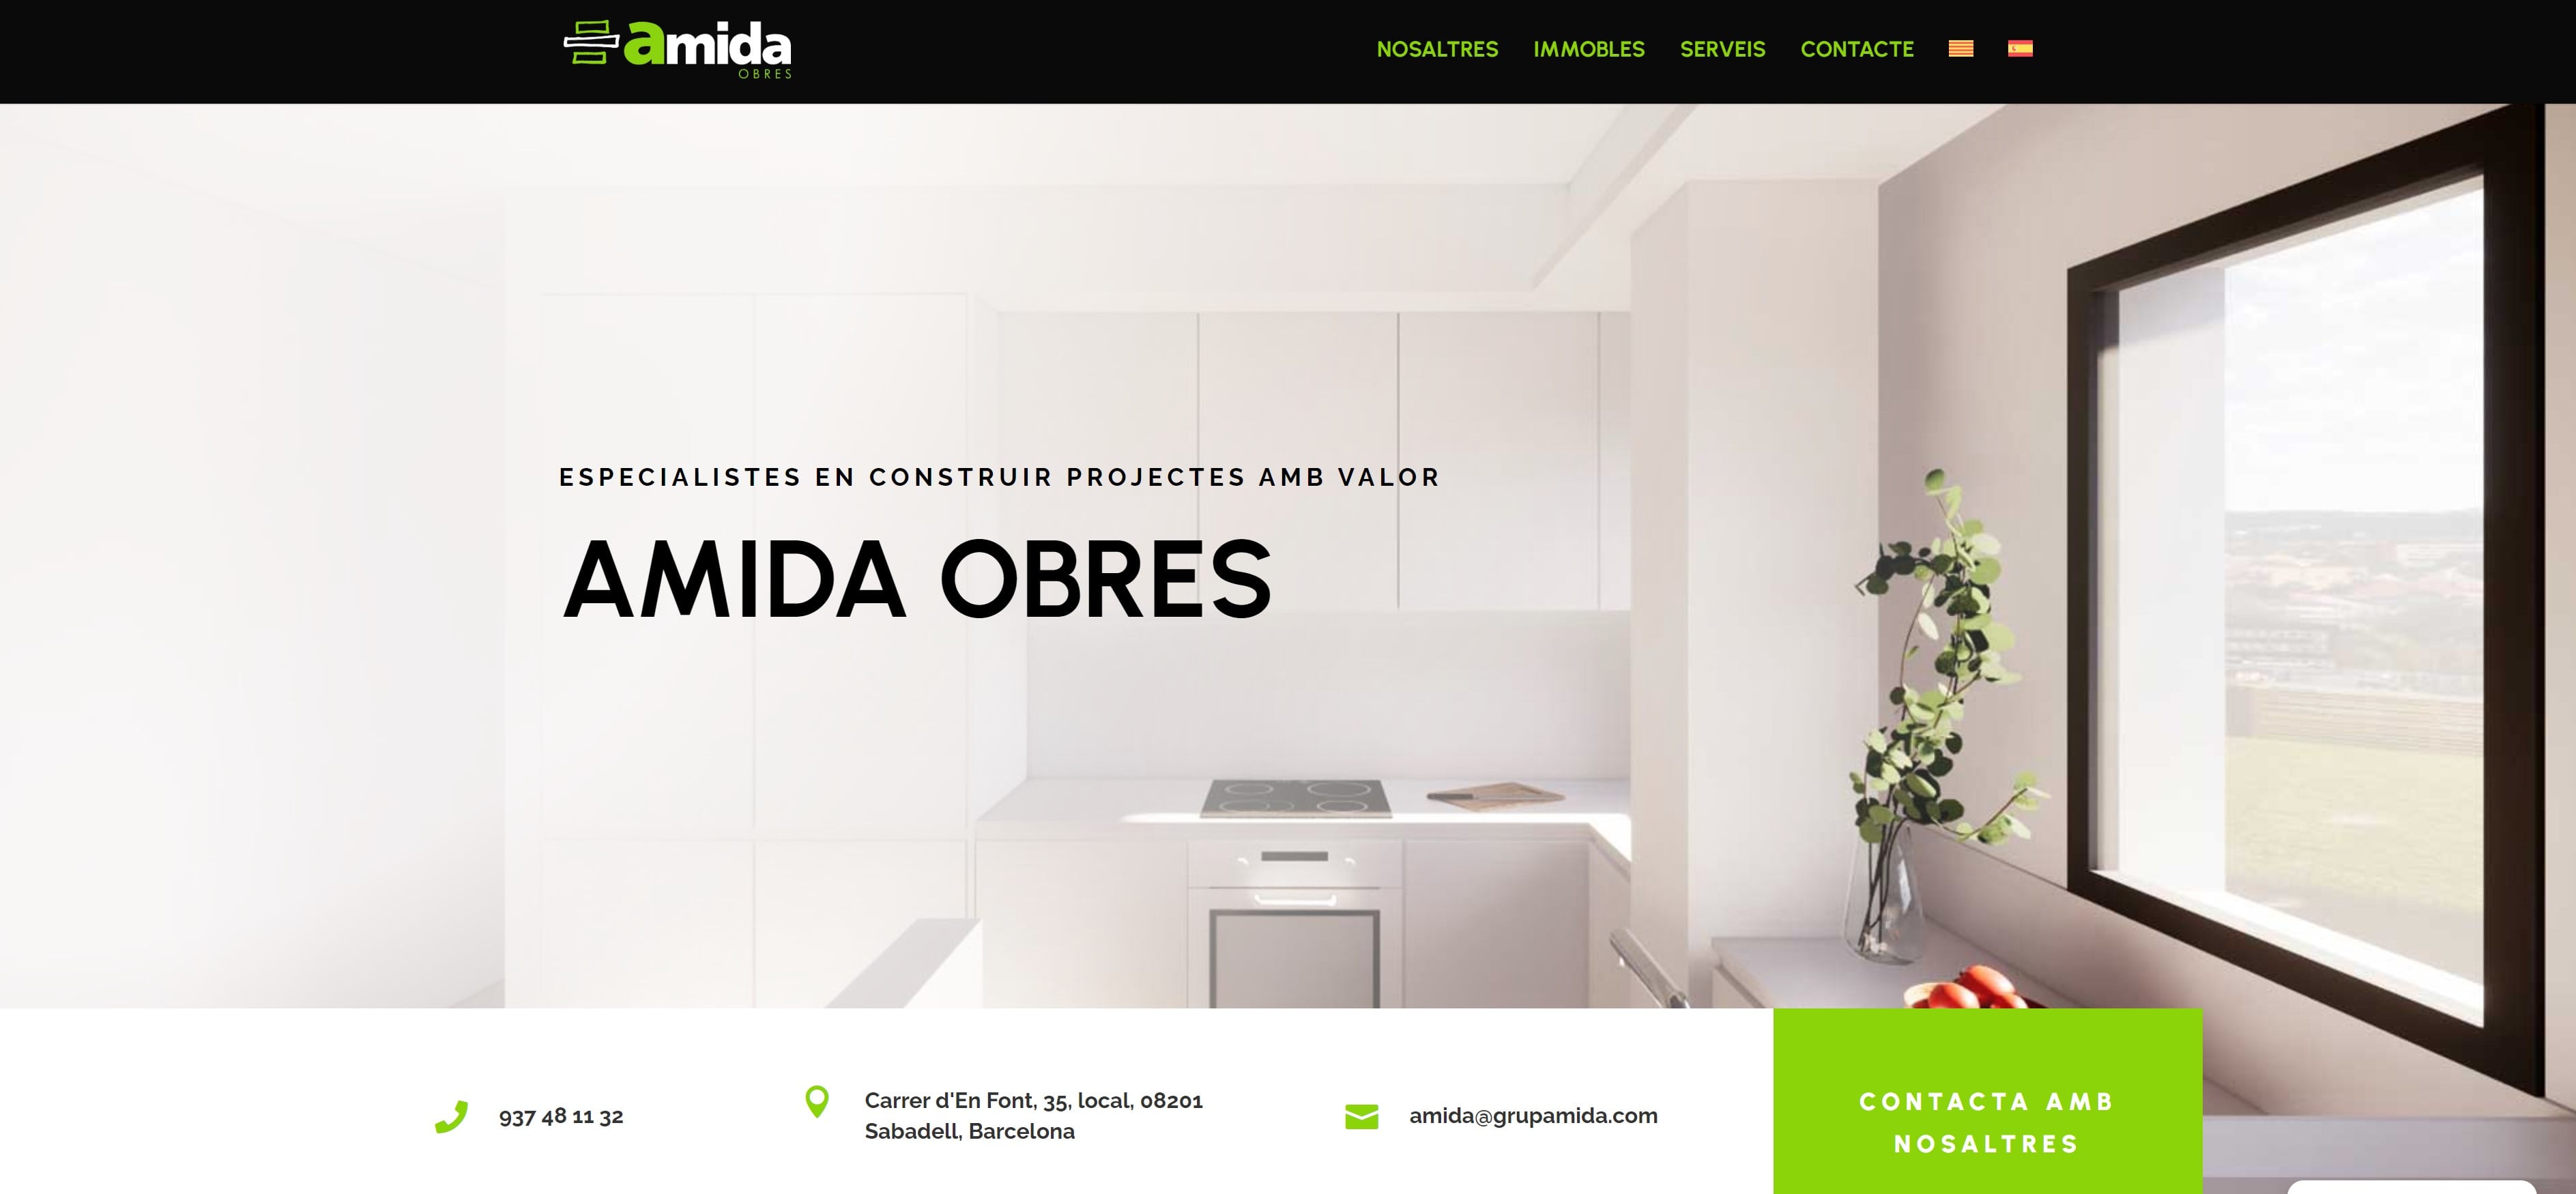 amida
OBRES
NOSALTRES IMMOBLES SERVEIS CONTACTE
ESPECIALISTES EN CONSTRUIR PROJECTES AMB VALOR
AMIDA OBRES
937 48 11 32
Carrer d'En Font, 35, local, 08201
Sabadell, Barcelona
amida@grupamida.com
CONTACTA AMB
NOSALTRES